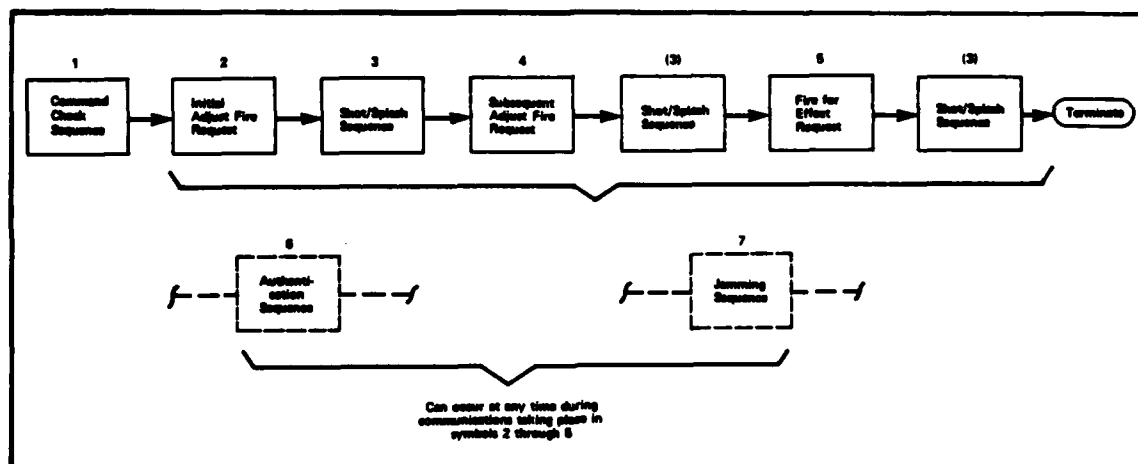 1
2
3
4
(3)
5
(3)
Command
Check
Sequence
Initial
Adjust Fire
Request
Shot/Splash
Sequence
Subsequent
Adjust Fire
Request
Shot/Splash
Sequence
Fire for
Effect
Request
Shot/Splash
Sequence
Terminate
6
7
Authenti-
cation
Sequence
Jamming
Sequence
Can occur at any time during
communications taking place in
symbols 2 through 5